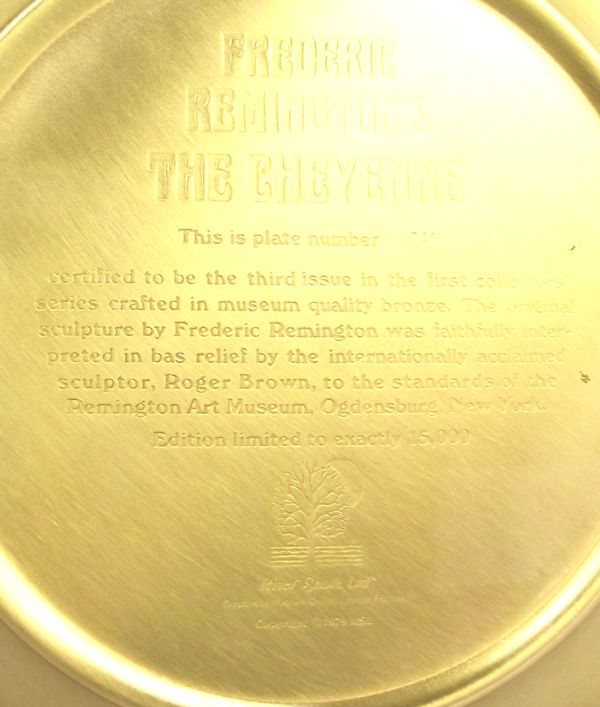 FREDERIC
REMINGTON'S
THE CHEYENNE
This is plate number
certified to be the third issue in the first collectors
series crafted in museum quality bronze. The original
sculpture by Frederic Remington was faithfully inter-
preted in bas relief by the internationally acclaimed
sculptor, Roger Brown, to the standards of the
Remington Art Museum, Ogdensburg, New York.
Edition limited to exactly 15,000
River Shore, Ltd
Copyright © 1979 RSL